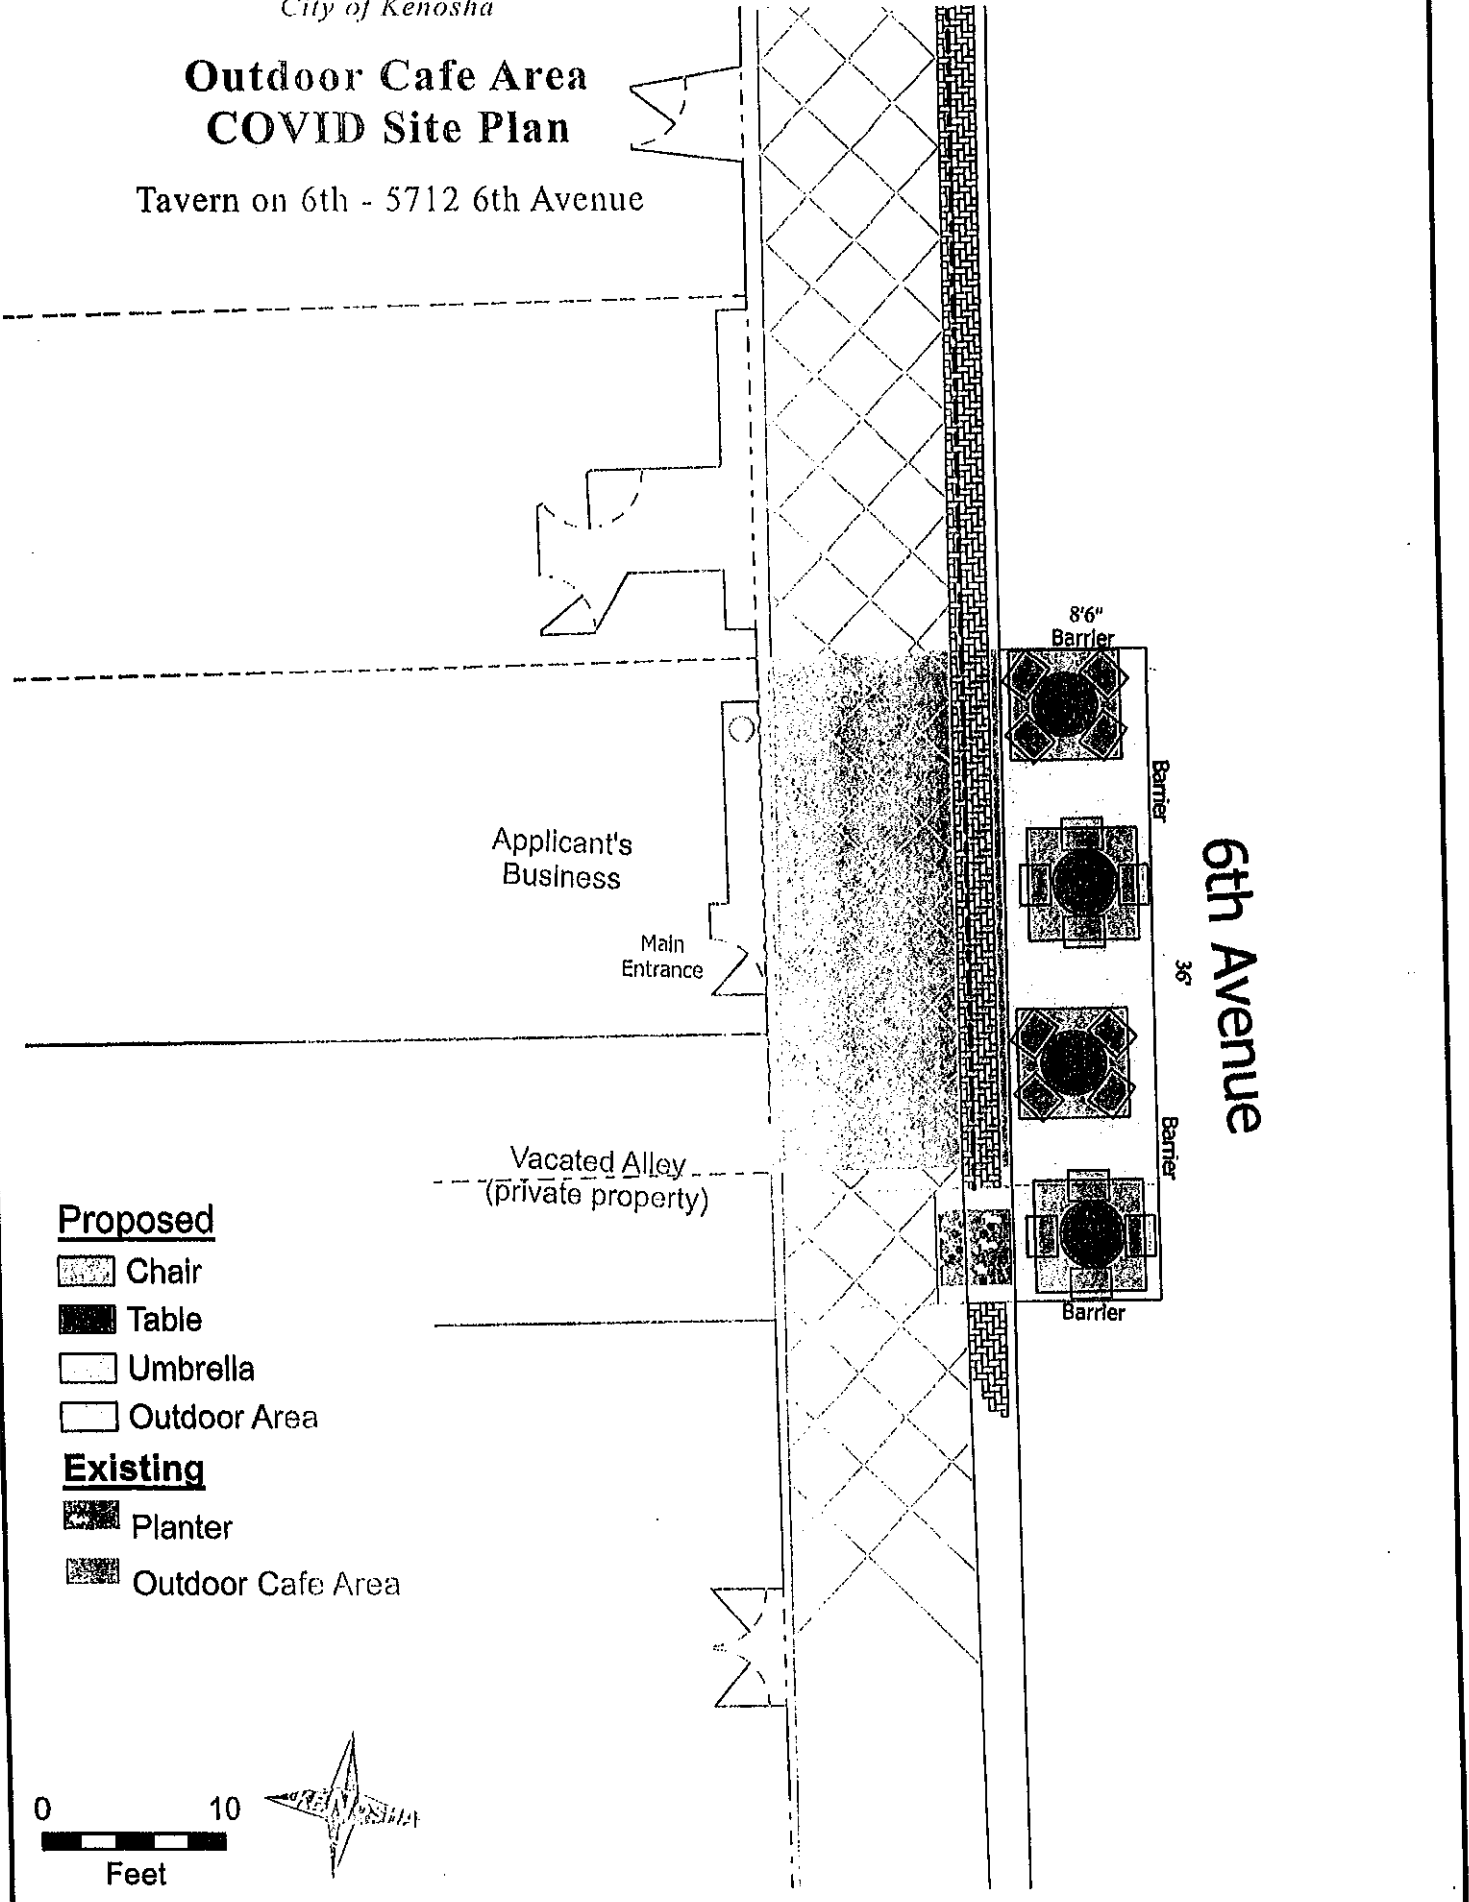 City of Kenosha
Outdoor Cafe Area
COVID Site Plan
Tavern on 6th - 5712 6th Avenue
8'6"
Barrier
Barrier
Applicant's
Business
Main
Entrance
6th Avenue
36'
Barrier
Vacated Alley
(private property)
Barrier
Proposed
Chair
Table
Umbrella
Outdoor Area
Existing
Planter
Outdoor Cafe Area
0 10
Feet
KENOSHA